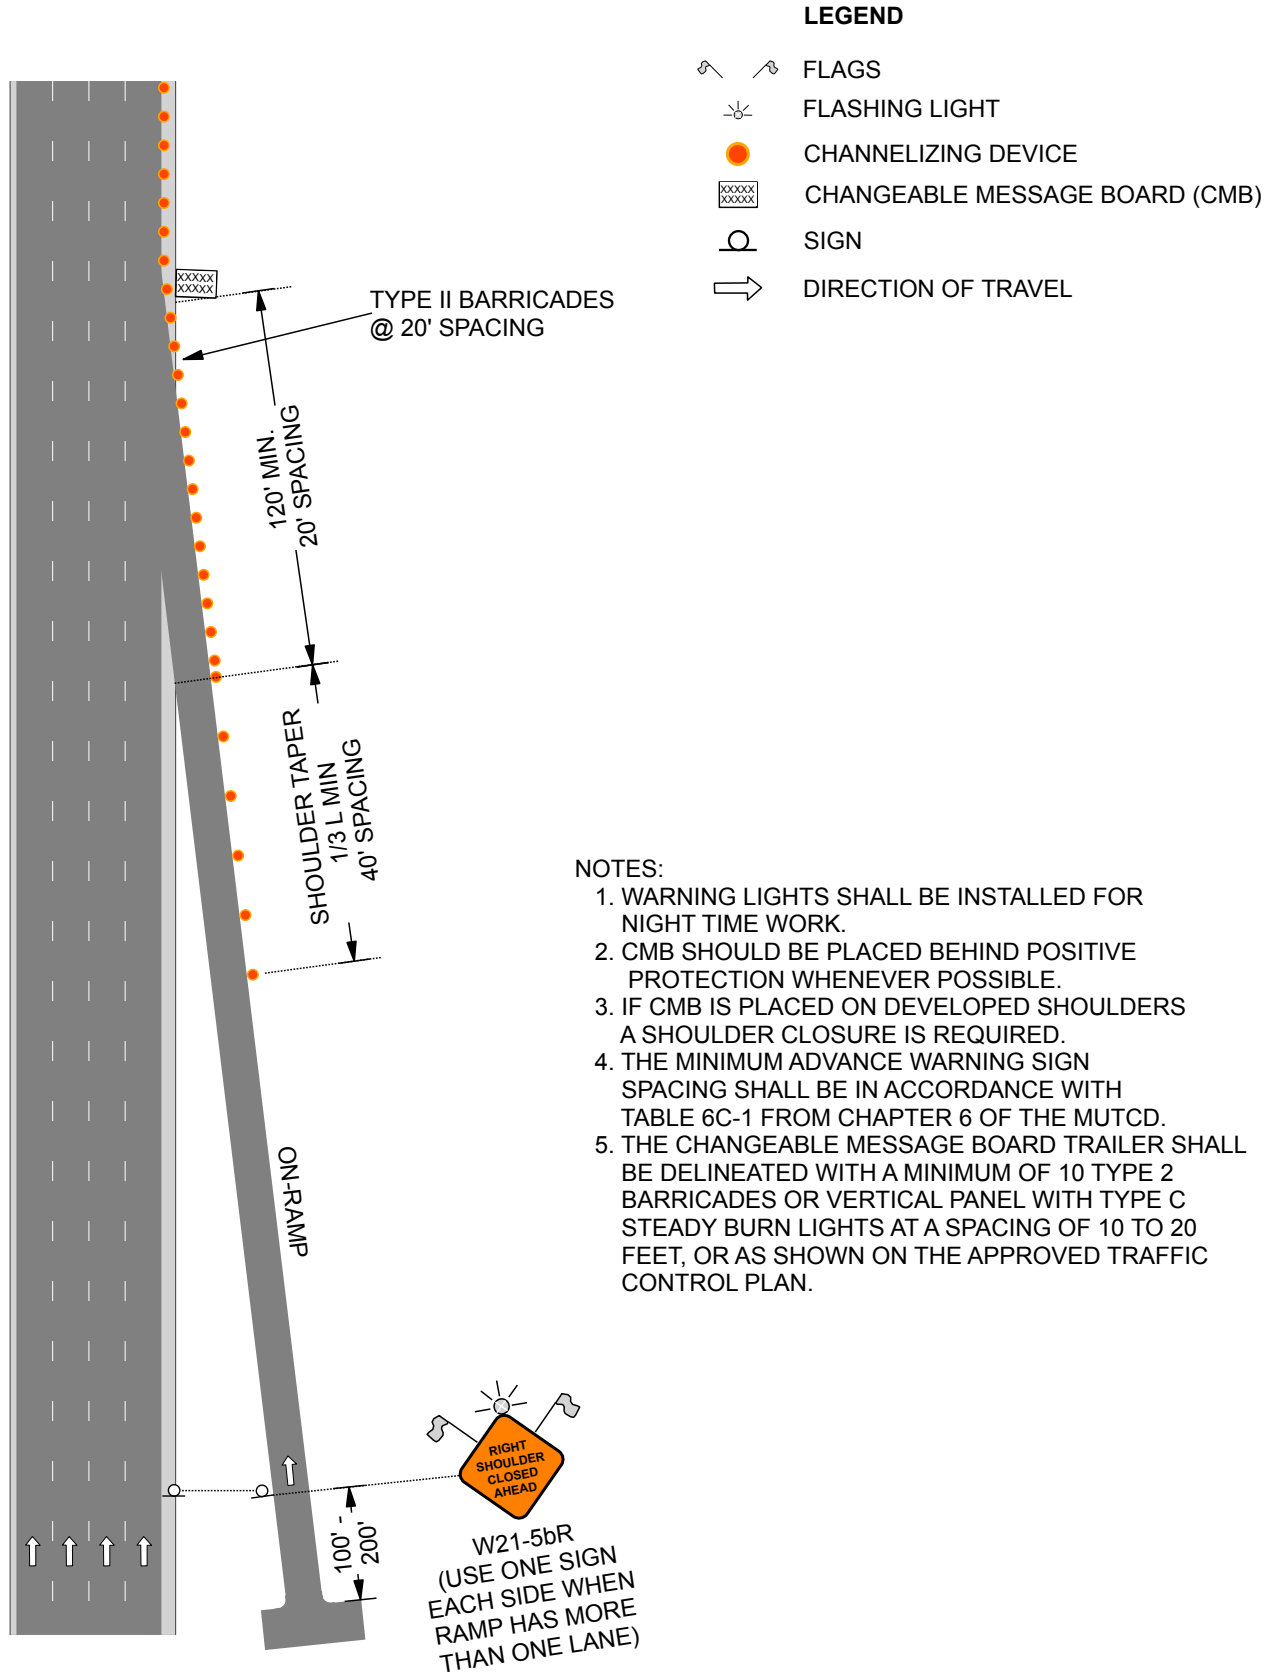 LEGEND
FLAGS
FLASHING LIGHT
CHANNELIZING DEVICE
XXXXX
XXXXX
CHANGEABLE MESSAGE BOARD (CMB)
SIGN
DIRECTION OF TRAVEL
XXXXX
XXXXX
TYPE II BARRICADES
@ 20' SPACING
120' MIN.
20' SPACING
SHOULDER TAPER
1/3 L MIN
40' SPACING
NOTES:
1. WARNING LIGHTS SHALL BE INSTALLED FOR
NIGHT TIME WORK.
2. CMB SHOULD BE PLACED BEHIND POSITIVE
PROTECTION WHENEVER POSSIBLE.
3. IF CMB IS PLACED ON DEVELOPED SHOULDERS
A SHOULDER CLOSURE IS REQUIRED.
4. THE MINIMUM ADVANCE WARNING SIGN
SPACING SHALL BE IN ACCORDANCE WITH
TABLE 6C-1 FROM CHAPTER 6 OF THE MUTCD.
5. THE CHANGEABLE MESSAGE BOARD TRAILER SHALL
BE DELINEATED WITH A MINIMUM OF 10 TYPE 2
BARRICADES OR VERTICAL PANEL WITH TYPE C
STEADY BURN LIGHTS AT A SPACING OF 10 TO 20
FEET, OR AS SHOWN ON THE APPROVED TRAFFIC
CONTROL PLAN.
ON-RAMP
RIGHT
SHOULDER
CLOSED
AHEAD
100' -
200'
W21-5bR
(USE ONE SIGN
EACH SIDE WHEN
RAMP HAS MORE
THAN ONE LANE)